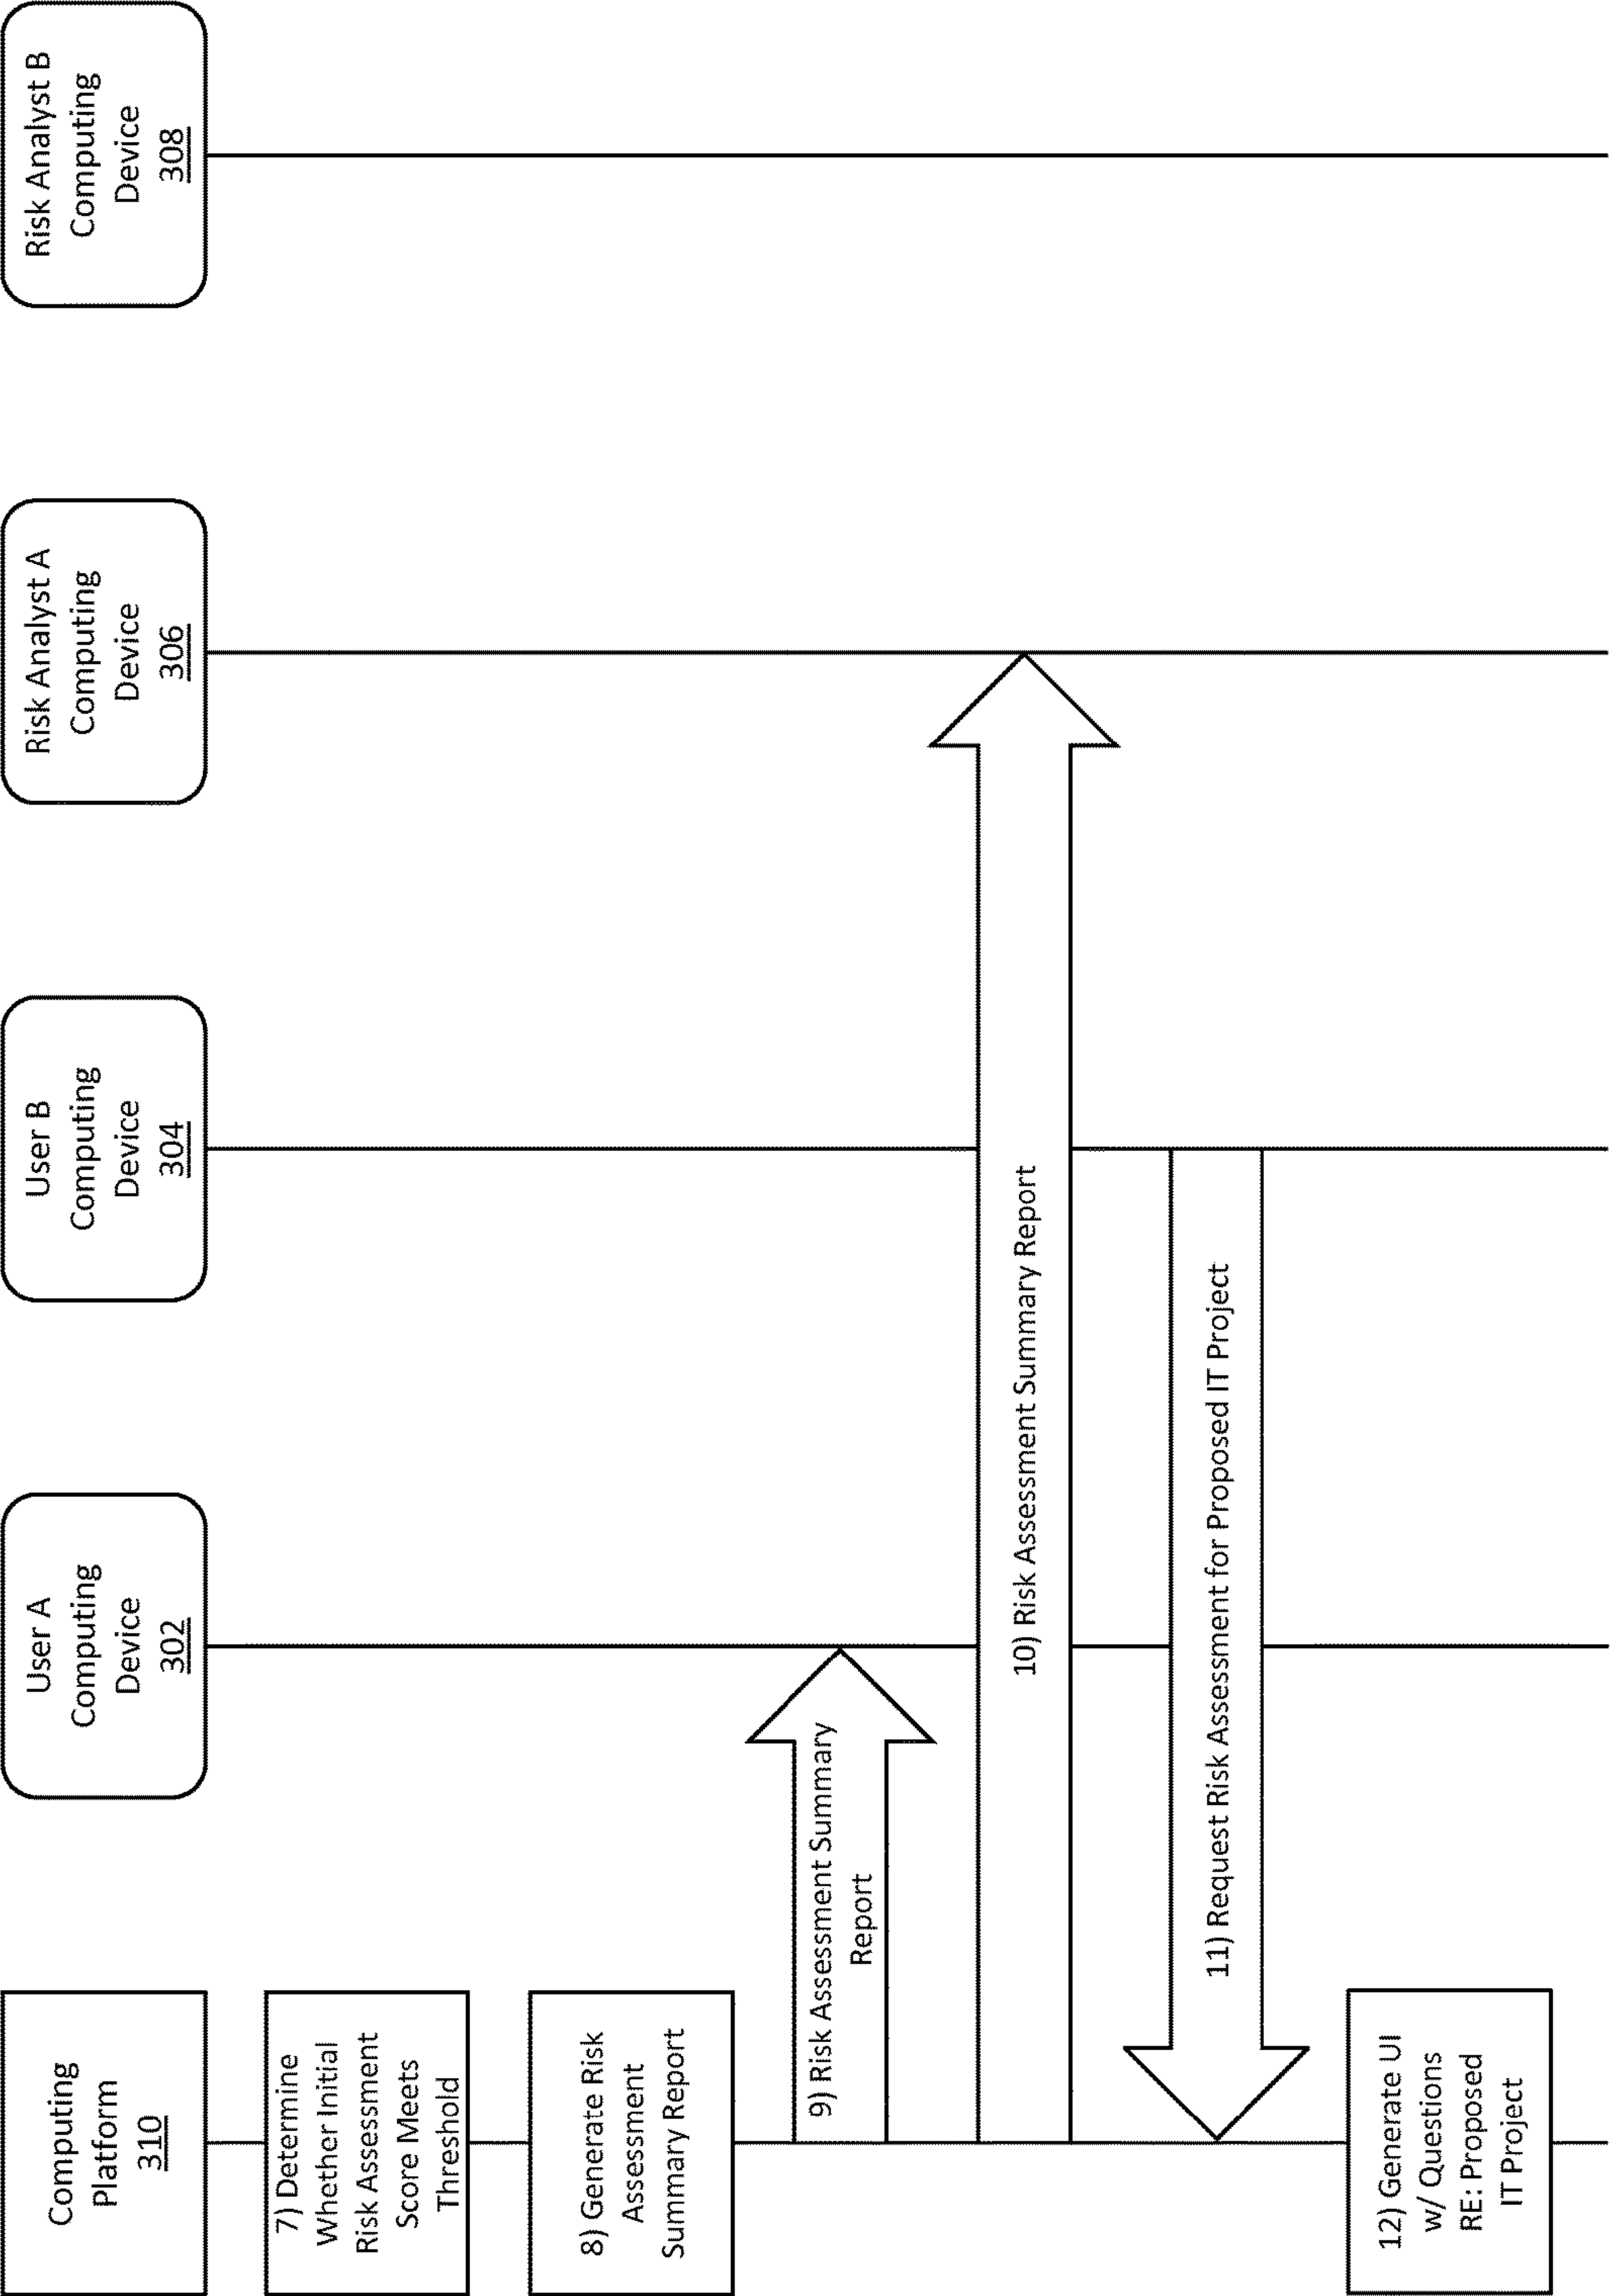 Computing
Platform
310
User A
Computing
Device
302
User B
Computing
Device
304
Risk Analyst A
Computing
Device
306
Risk Analyst B
Computing
Device
308
7) Determine
Whether Initial
Risk Assessment
Score Meets
Threshold
8) Generate Risk
Assessment
Summary Report
9) Risk Assessment Summary
Report
10) Risk Assessment Summary Report
11) Request Risk Assessment for Proposed IT Project
12) Generate UI
w/ Questions
RE: Proposed
IT Project